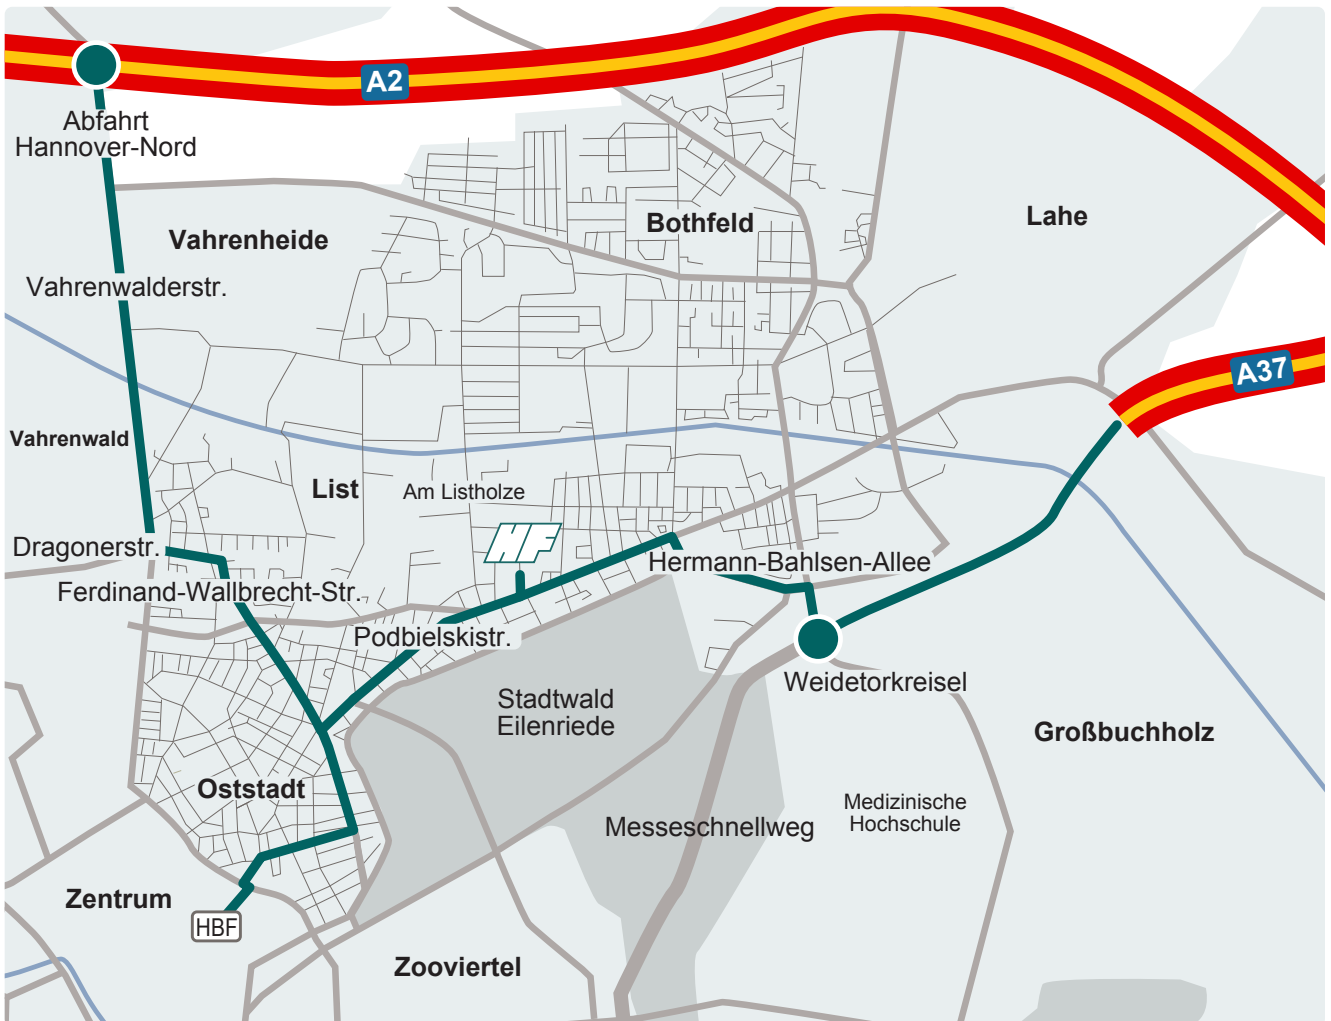 A2
Abfahrt
Hannover-Nord
Vahrenheide
Bothfeld
Lahe
Vahrenwalderstr.
A37
Vahrenwald
List
Am Listholze
HF
Dragonerstr.
Hermann-Bahlsen-Allee
Ferdinand-Wallbrecht-Str.
Podbielskistr.
Weidetorkreisel
Stadtwald
Eilenriede
Großbuchholz
Oststadt
Medizinische
Hochschule
Messeschnellweg
Zentrum
HBF
Zooviertel